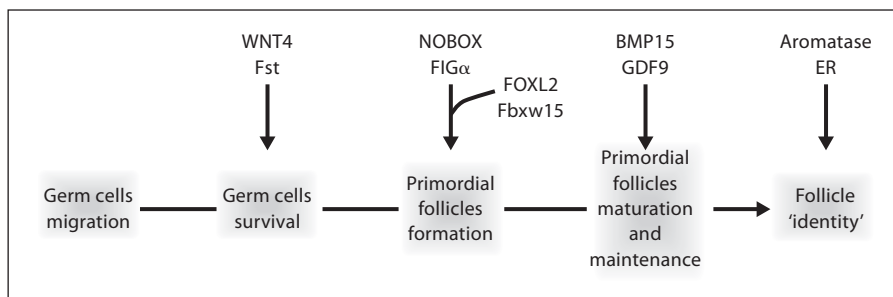 WNT4
Fst
NOBOX
FIGα
FOXL2
Fbxw15
BMP15
GDF9
Aromatase
ER
Germ cells
migration
Germ cells
survival
Primordial
follicles
formation
Primordial
follicles
maturation
and
maintenance
Follicle
‘identity’